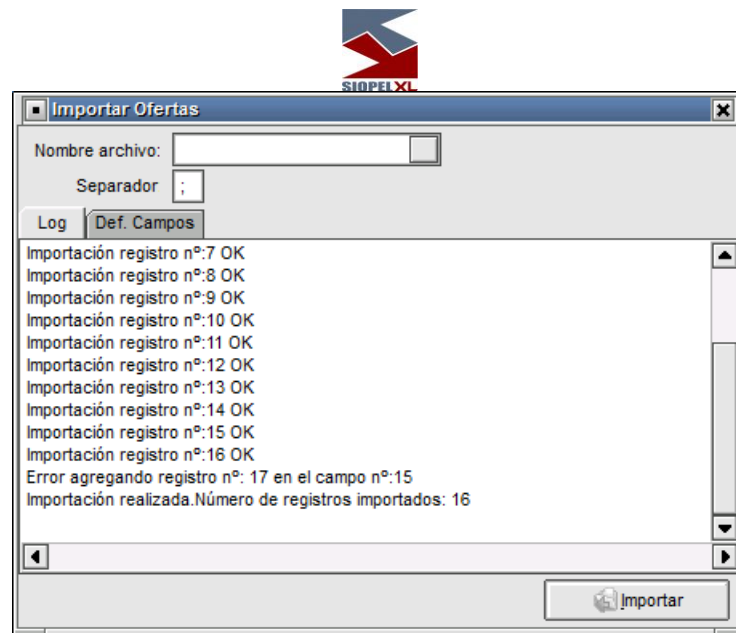 SIOPEL XL
Importar Ofertas
Nombre archivo:
Separador ;
Log Def. Campos
Importación registro nº:7 OK
Importación registro nº:8 OK
Importación registro nº:9 OK
Importación registro nº:10 OK
Importación registro nº:11 OK
Importación registro nº:12 OK
Importación registro nº:13 OK
Importación registro nº:14 OK
Importación registro nº:15 OK
Importación registro nº:16 OK
Error agregando registro nº: 17 en el campo nº:15
Importación realizada.Número de registros importados: 16
Importar